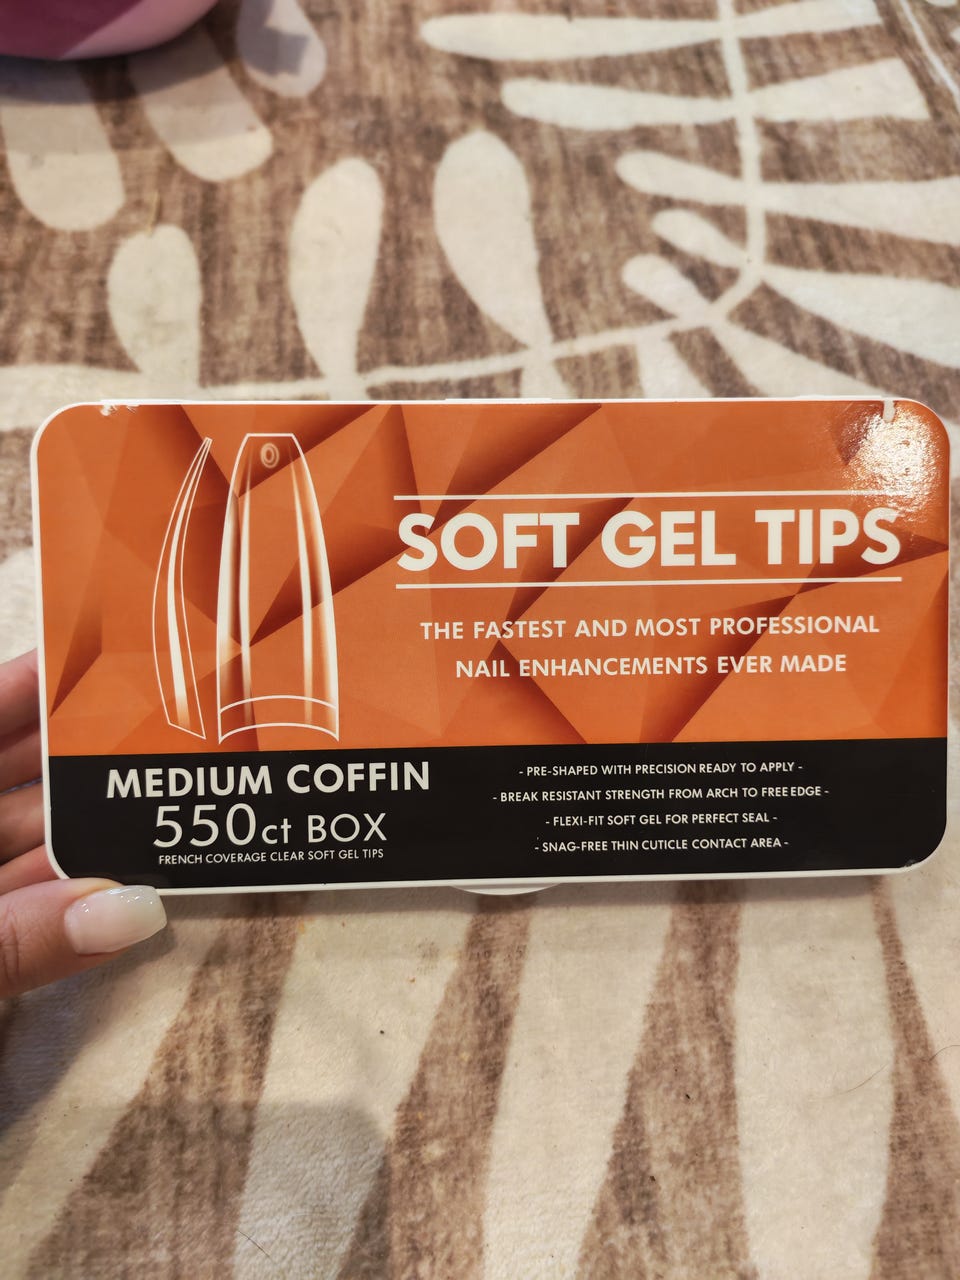 SOFT GEL TIPS
THE FASTEST AND MOST PROFESSIONAL
NAIL ENHANCEMENTS EVER MADE
MEDIUM COFFIN
550ct BOX
FRENCH COVERAGE CLEAR SOFT GEL TIPS
- PRE-SHAPED WITH PRECISION READY TO APPLY -
- BREAK RESISTANT STRENGTH FROM ARCH TO FREE EDGE -
- FLEXI-FIT SOFT GEL FOR PERFECT SEAL -
- SNAG-FREE THIN CUTICLE CONTACT AREA -